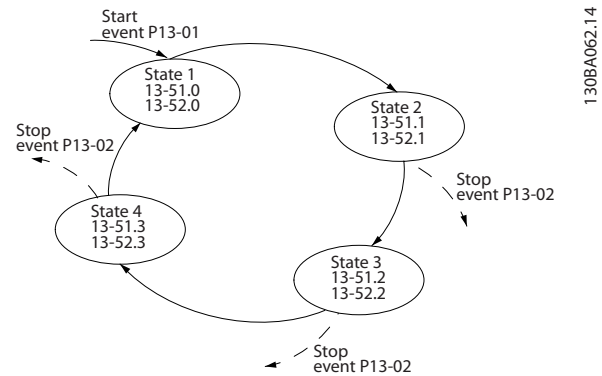 Start
event P13-01
State 1
13-51.0
13-52.0
State 2
13-51.1
13-52.1
Stop
event P13-02
State 3
13-51.2
13-52.2
Stop
event P13-02
State 4
13-51.3
13-52.3
Stop
event P13-02
130BA062.14